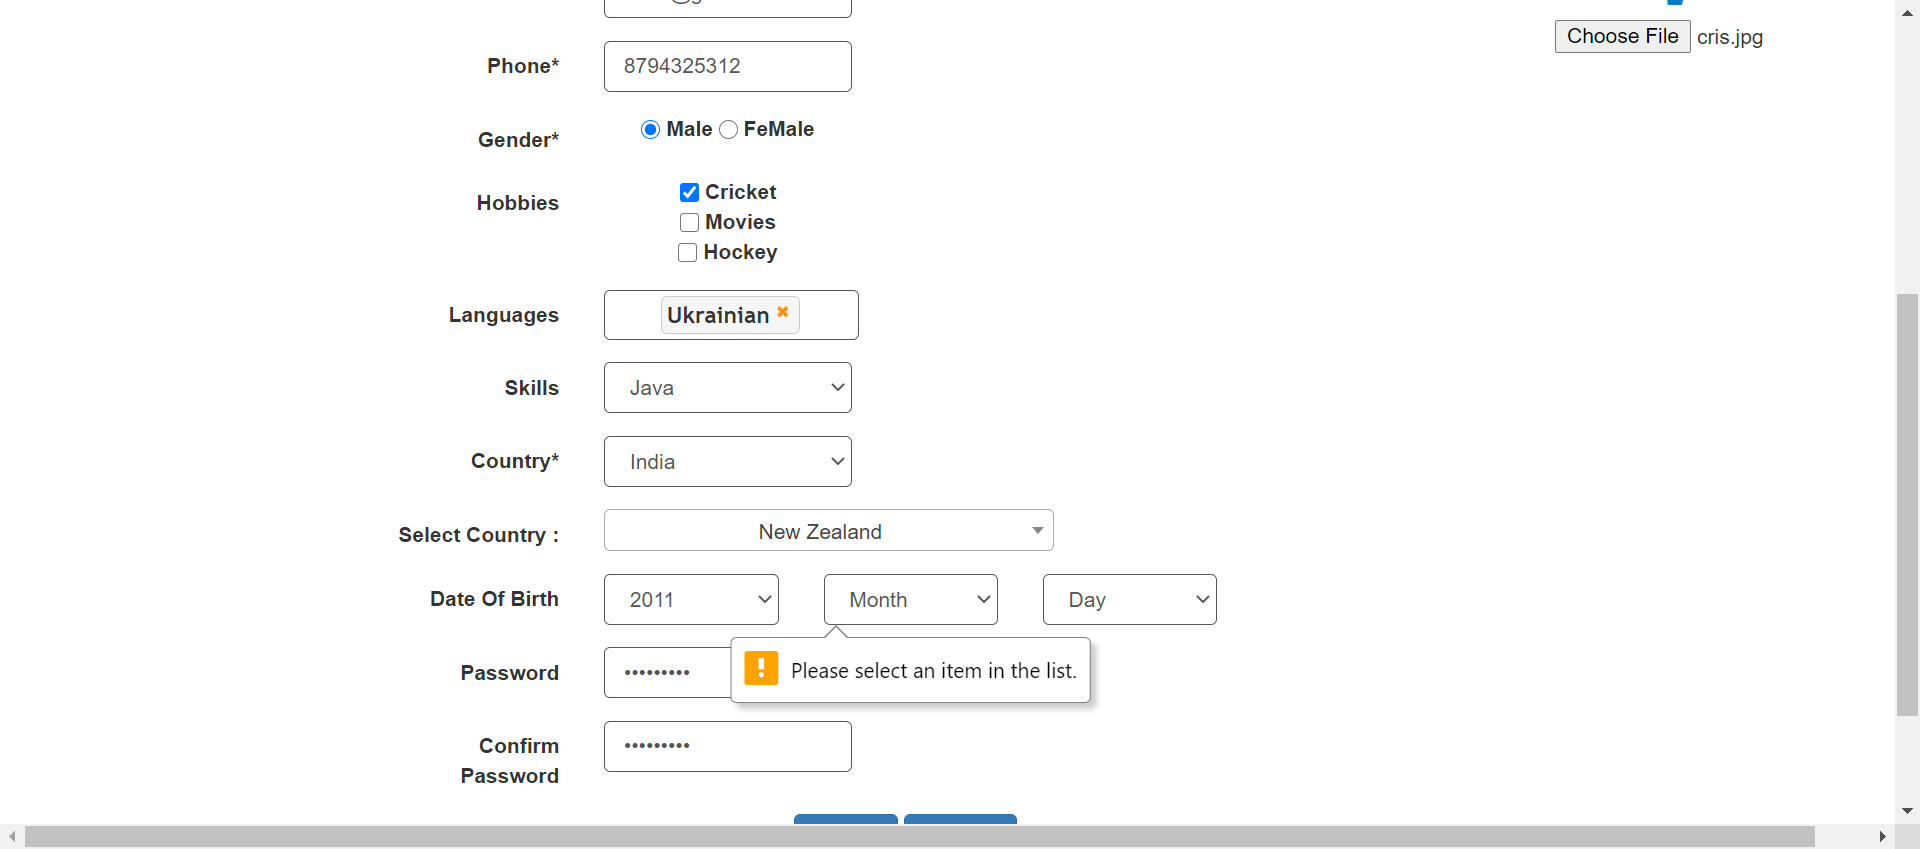 Choose File cris.jpg
Phone* 8794325312
Gender* Male FeMale
Hobbies Cricket
Movies
Hockey
Languages Ukrainian
Skills Java
Country* India
Select Country : New Zealand
Date Of Birth 2011 Month Day
Please select an item in the list.
Password •••••••••
Confirm •••••••••
Password